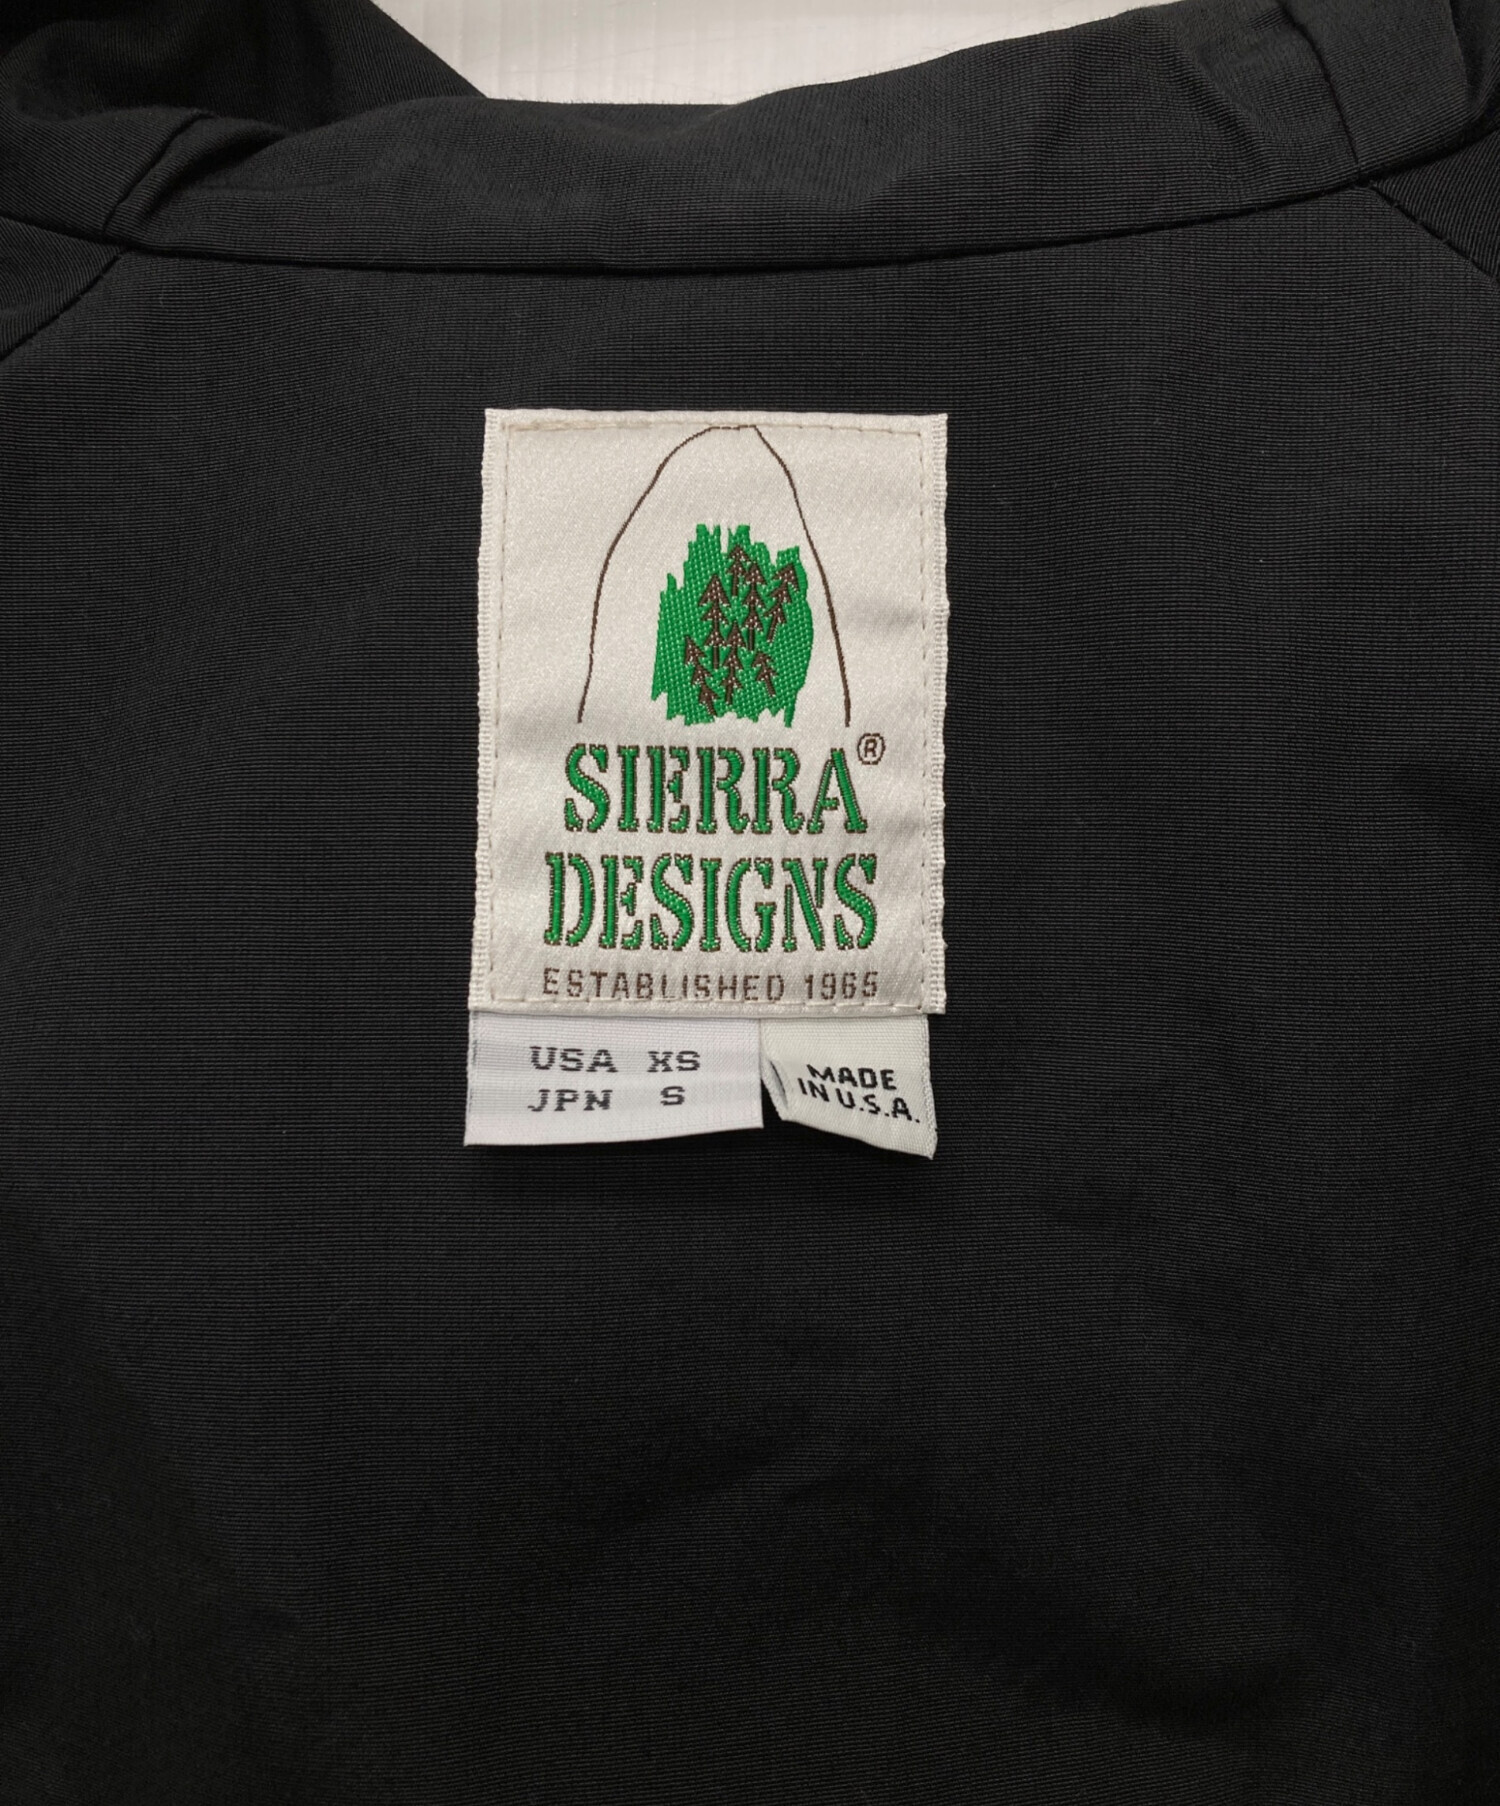 SIERRA®
DESIGNS
ESTABLISHED 1965
USA XS
JPN S
MADE
IN U.S.A.